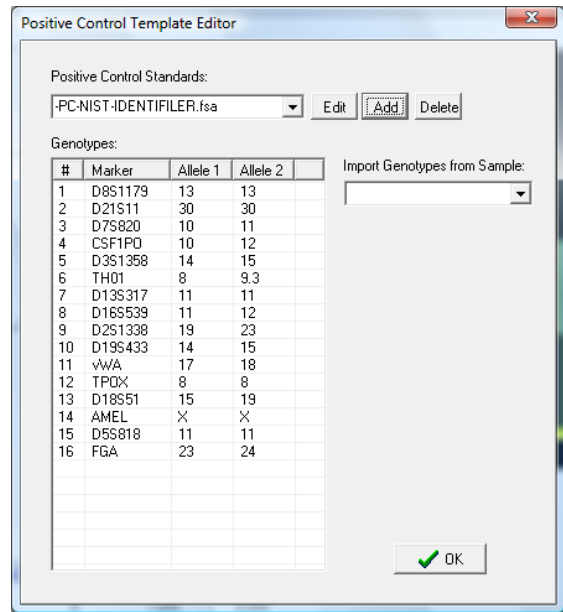 Positive Control Template Editor
X
Positive Control Standards:
-PC-NIST-IDENTIFILER.fsa Edit Add Delete
Genotypes:
Import Genotypes from Sample:
# Marker Allele 1 Allele 2
1 D8S1179 13 13
2 D21S11 30 30
3 D7S820 10 11
4 CSF1PO 10 12
5 D3S1358 14 15
6 TH01 8 9.3
7 D13S317 11 11
8 D16S539 11 12
9 D2S1338 19 23
10 D19S433 14 15
11 vWA 17 18
12 TPOX 8 8
13 D18S51 15 19
14 AMEL X X
15 D5S818 11 11
16 FGA 23 24
OK